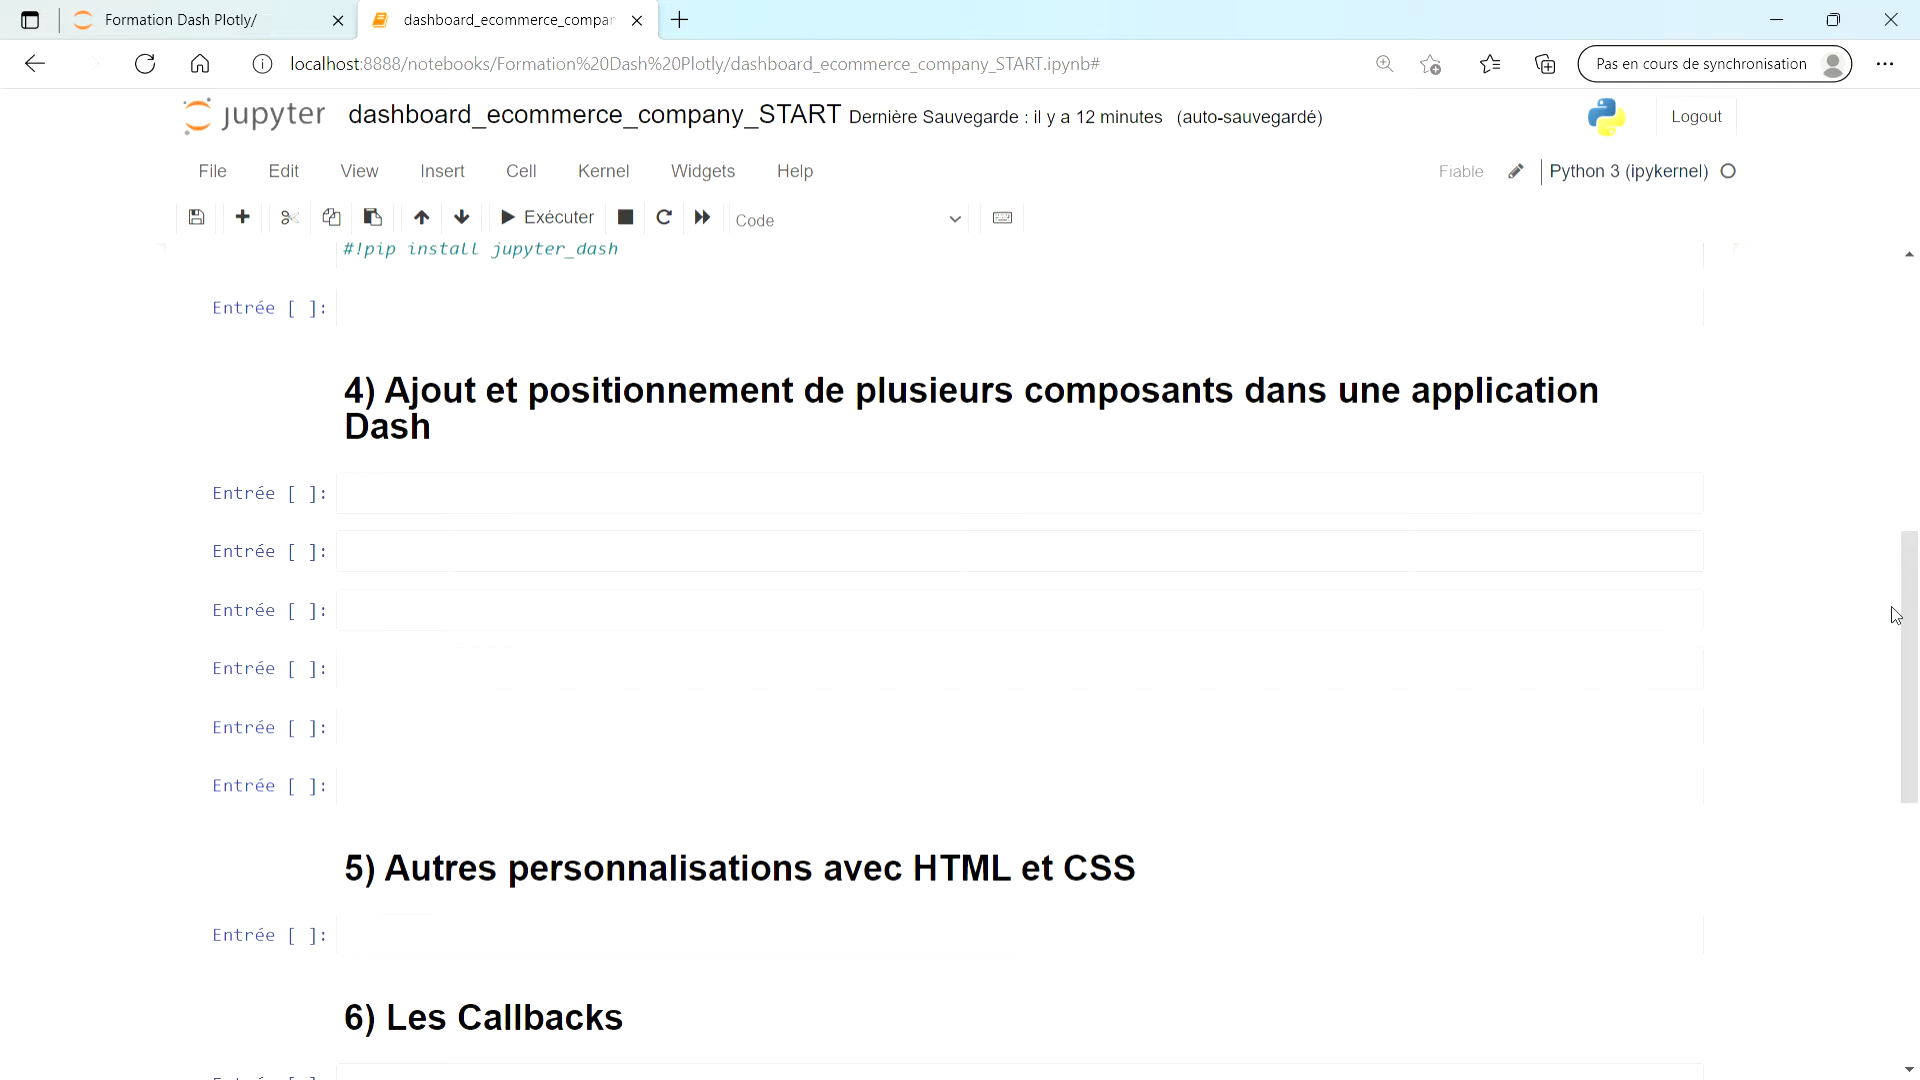 Formation Dash Plotly/
dashboard_ecommerce_compar
localhost:8888/notebooks/Formation%20Dash%20Plotly/dashboard_ecommerce_company_START.ipynb#
Pas en cours de synchronisation
jupyter
dashboard_ecommerce_company_START Dernière Sauvegarde : il y a 12 minutes (auto-sauvegardé)
Logout
File Edit View Insert Cell Kernel Widgets Help
Fiable
Python 3 (ipykernel)
Exécuter
Code
#!pip install jupyter_dash
Entrée [ ]:
4) Ajout et positionnement de plusieurs composants dans une application
Dash
Entrée [ ]:
Entrée [ ]:
Entrée [ ]:
Entrée [ ]:
Entrée [ ]:
Entrée [ ]:
5) Autres personnalisations avec HTML et CSS
Entrée [ ]:
6) Les Callbacks